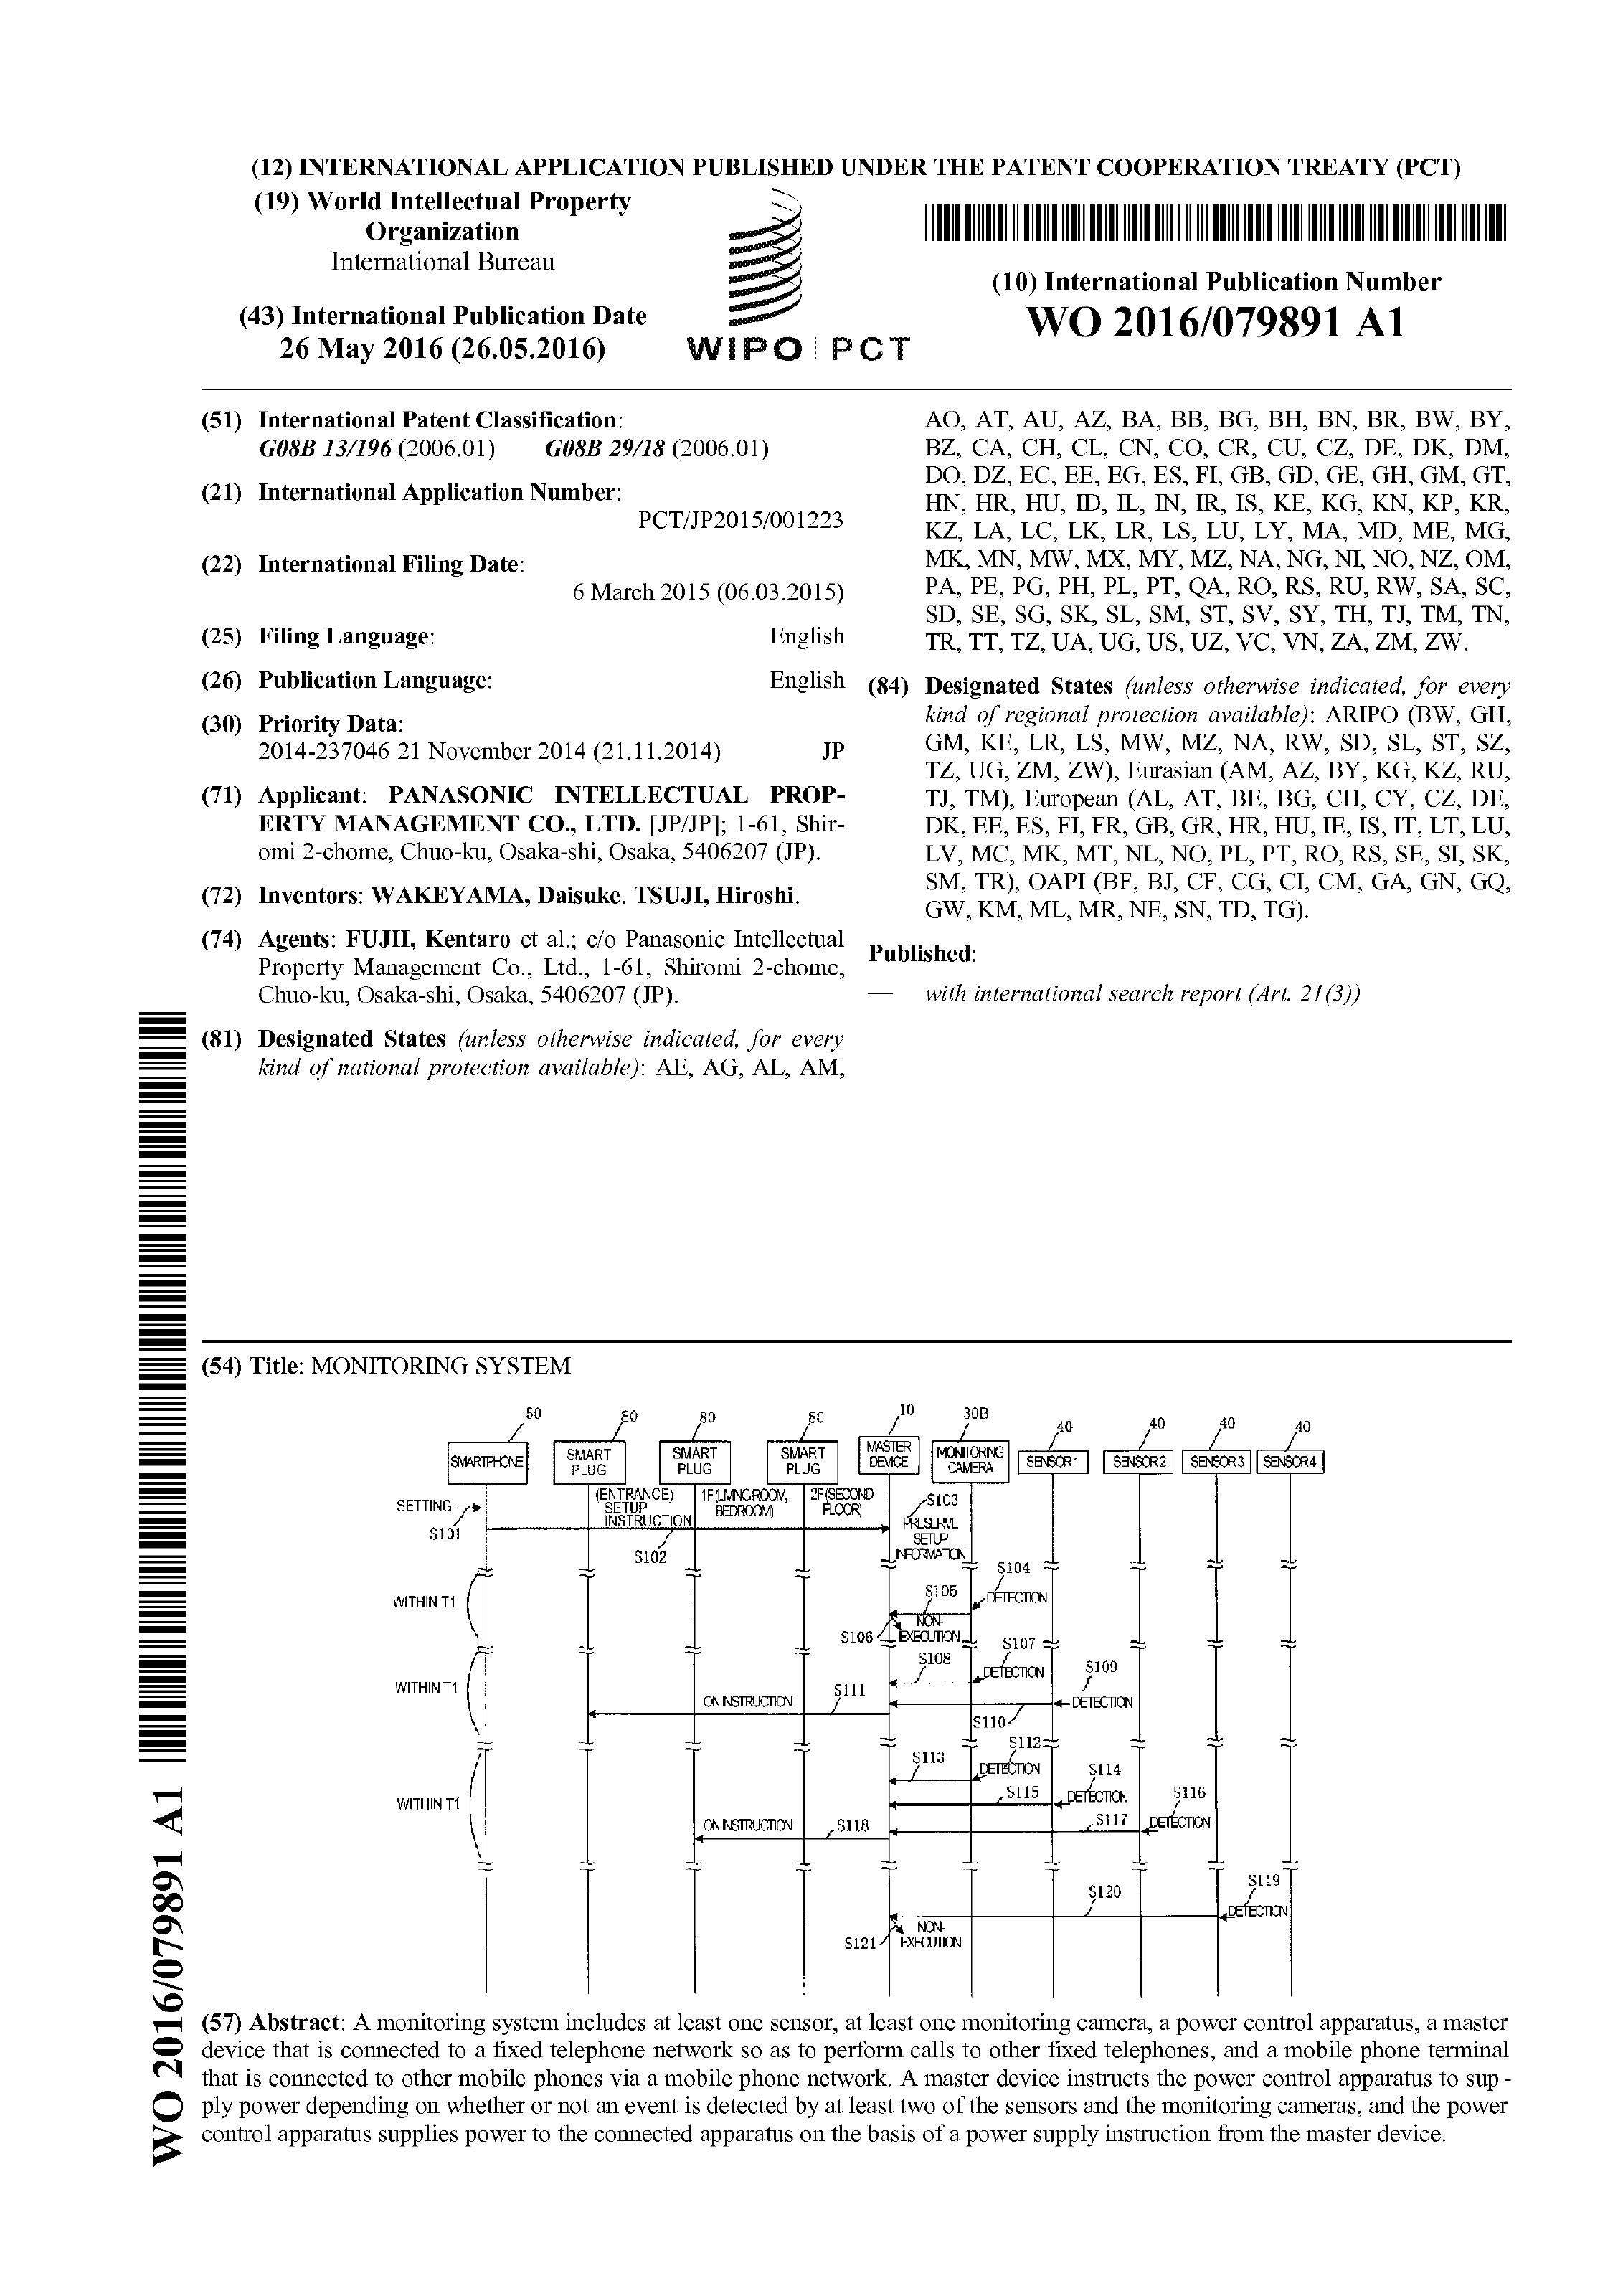 (12) INTERNATIONAL APPLICATION PUBLISHED UNDER THE PATENT COOPERATION TREATY (PCT)
(19) World Intellectual Property
Organization
International Bureau
(43) International Publication Date
26 May 2016 (26.05.2016)
WIPO | PCT
(10) International Publication Number
WO 2016/079891 A1
(51) International Patent Classification:
G08B 13/196 (2006.01) G08B 29/18 (2006.01)
(21) International Application Number:
PCT/JP2015/001223
(22) International Filing Date:
6 March 2015 (06.03.2015)
(25) Filing Language: English
(26) Publication Language: English
(30) Priority Data:
2014-237046 21 November 2014 (21.11.2014) JP
(71) Applicant: PANASONIC INTELLECTUAL PROP-
ERTY MANAGEMENT CO., LTD. [JP/JP]; 1-61, Shir-
omi 2-chome, Chuo-ku, Osaka-shi, Osaka, 5406207 (JP).
(72) Inventors: WAKEYAMA, Daisuke. TSUJI, Hiroshi.
(74) Agents: FUJII, Kentaro et al.; c/o Panasonic Intellectual
Property Management Co., Ltd., 1-61, Shiromi 2-chome,
Chuo-ku, Osaka-shi, Osaka, 5406207 (JP).
(81) Designated States (unless otherwise indicated, for every
kind of national protection available): AE, AG, AL, AM,
AO, AT, AU, AZ, BA, BB, BG, BH, BN, BR, BW, BY,
BZ, CA, CH, CL, CN, CO, CR, CU, CZ, DE, DK, DM,
DO, DZ, EC, EE, EG, ES, FI, GB, GD, GE, GH, GM, GT,
HN, HR, HU, ID, IL, IN, IR, IS, KE, KG, KN, KP, KR,
KZ, LA, LC, LK, LR, LS, LU, LY, MA, MD, ME, MG,
MK, MN, MW, MX, MY, MZ, NA, NG, NI, NO, NZ, OM,
PA, PE, PG, PH, PL, PT, QA, RO, RS, RU, RW, SA, SC,
SD, SE, SG, SK, SL, SM, ST, SV, SY, TH, TJ, TM, TN,
TR, TT, TZ, UA, UG, US, UZ, VC, VN, ZA, ZM, ZW.
(84) Designated States (unless otherwise indicated, for every
kind of regional protection available): ARIPO (BW, GH,
GM, KE, LR, LS, MW, MZ, NA, RW, SD, SL, ST, SZ,
TZ, UG, ZM, ZW), Eurasian (AM, AZ, BY, KG, KZ, RU,
TJ, TM), European (AL, AT, BE, BG, CH, CY, CZ, DE,
DK, EE, ES, FI, FR, GB, GR, HR, HU, IE, IS, IT, LT, LU,
LV, MC, MK, MT, NL, NO, PL, PT, RO, RS, SE, SI, SK,
SM, TR), OAPI (BF, BJ, CF, CG, CI, CM, GA, GN, GQ,
GW, KM, ML, MR, NE, SN, TD, TG).
Published:
— with international search report (Art. 21(3))
(54) Title: MONITORING SYSTEM
50 80 80 80 10 30B 40 40 40 40
SMARTPHONE
SMART
PLUG
SMART
PLUG
SMART
PLUG
MASTER
DEVICE
MONITORING
CAMERA
SENSOR1
SENSOR2
SENSOR3
SENSOR4
(ENTRANCE)
1F(LIVINGROOM,
BEDROOM)
2F(SECOND
FLOOR)
SETTING
S101
SETUP
INSTRUCTION
S102
S103
PRESERVE
SETUP
INFORMATION
WITHIN T1
S104
DETECTION
S105
NON-
EXECUTION
S106
WITHIN T1
S107
DETECTION
S108
S109
DETECTION
S110
S111
ON INSTRUCTION
WITHIN T1
S112
DETECTION
S113
S114
DETECTION
S115
S116
DETECTION
S117
S118
ON INSTRUCTION
S119
DETECTION
S120
NON-
EXECUTION
S121
(57) Abstract: A monitoring system includes at least one sensor, at least one monitoring camera, a power control apparatus, a master
device that is connected to a fixed telephone network so as to perform calls to other fixed telephones, and a mobile phone terminal
that is connected to other mobile phones via a mobile phone network. A master device instructs the power control apparatus to sup-
ply power depending on whether or not an event is detected by at least two of the sensors and the monitoring cameras, and the power
control apparatus supplies power to the connected apparatus on the basis of a power supply instruction from the master device.
WO 2016/079891 A1